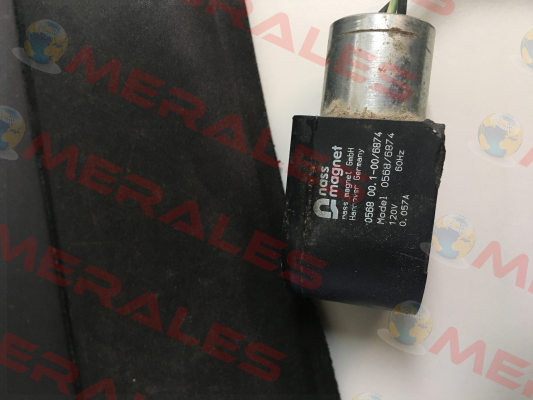 nass
magnet
nass magnet GmbH
Hannover Germany
0568 00.1-00/6874
Model 0568/6874
120V 60Hz
0.057A
MERALES
MERALES
MERALES
MERALES